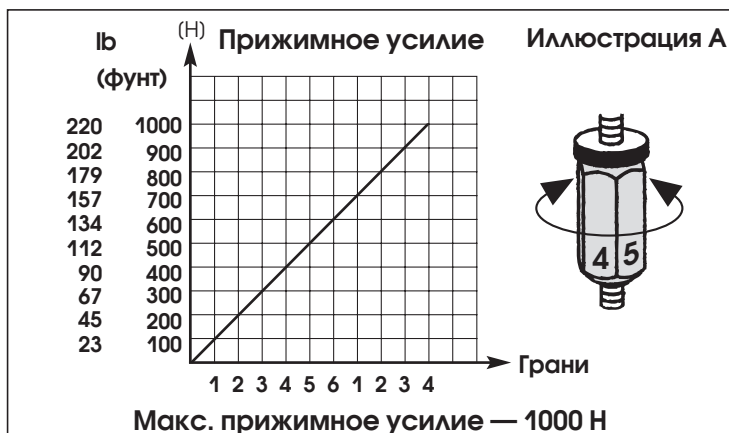 lb (H) Прижимное усилие Иллюстрация А
(фунт)
220 1000
202 900
179 800
157 700
134 600
112 500
90 400
67 300
45 200
23 100
4 5
Грани
1 2 3 4 5 6 1 2 3 4
Макс. прижимное усилие — 1000 Н